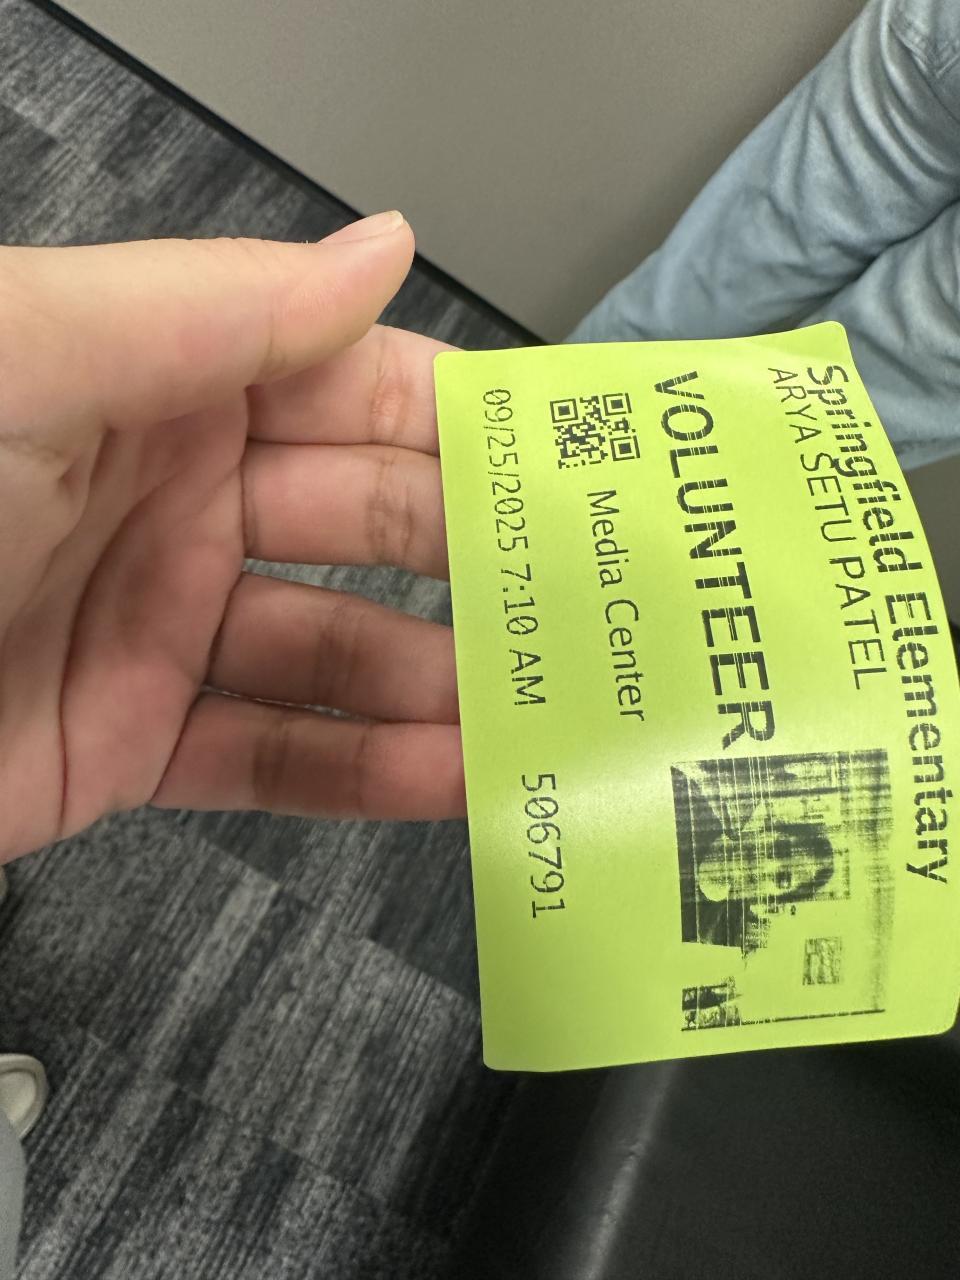 Springfield Elementary
ARYA SETU PATEL
VOLUNTEER
Media Center
09/25/2025 7:10 AM 506791